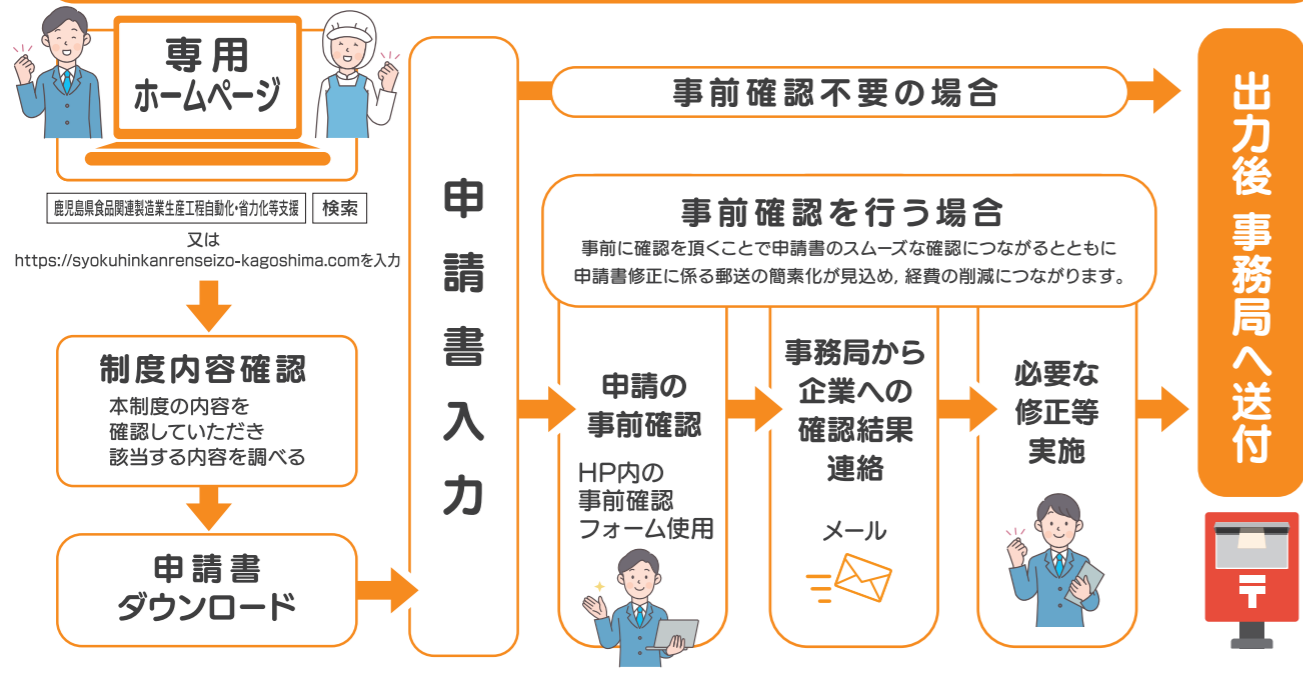 専用
ホームページ
鹿児島県食品関連製造業生産工程自動化・省力化等支援 検索
又は
https://syokuhinkanrenseizo-kagoshima.comを入力
制度内容確認
本制度の内容を
確認していただき
該当する内容を調べる
申請書
ダウンロード
申請書入力
事前確認不要の場合
事前確認を行う場合
事前に確認を頂くことで申請書のスムーズな確認につながるとともに
申請書修正に係る郵送の簡素化が見込め,経費の削減につながります。
申請の
事前確認
HP内の
事前確認
フォーム使用
事務局から
企業への
確認結果
連絡
メール
必要な
修正等
実施
出力後 事務局へ送付
〒